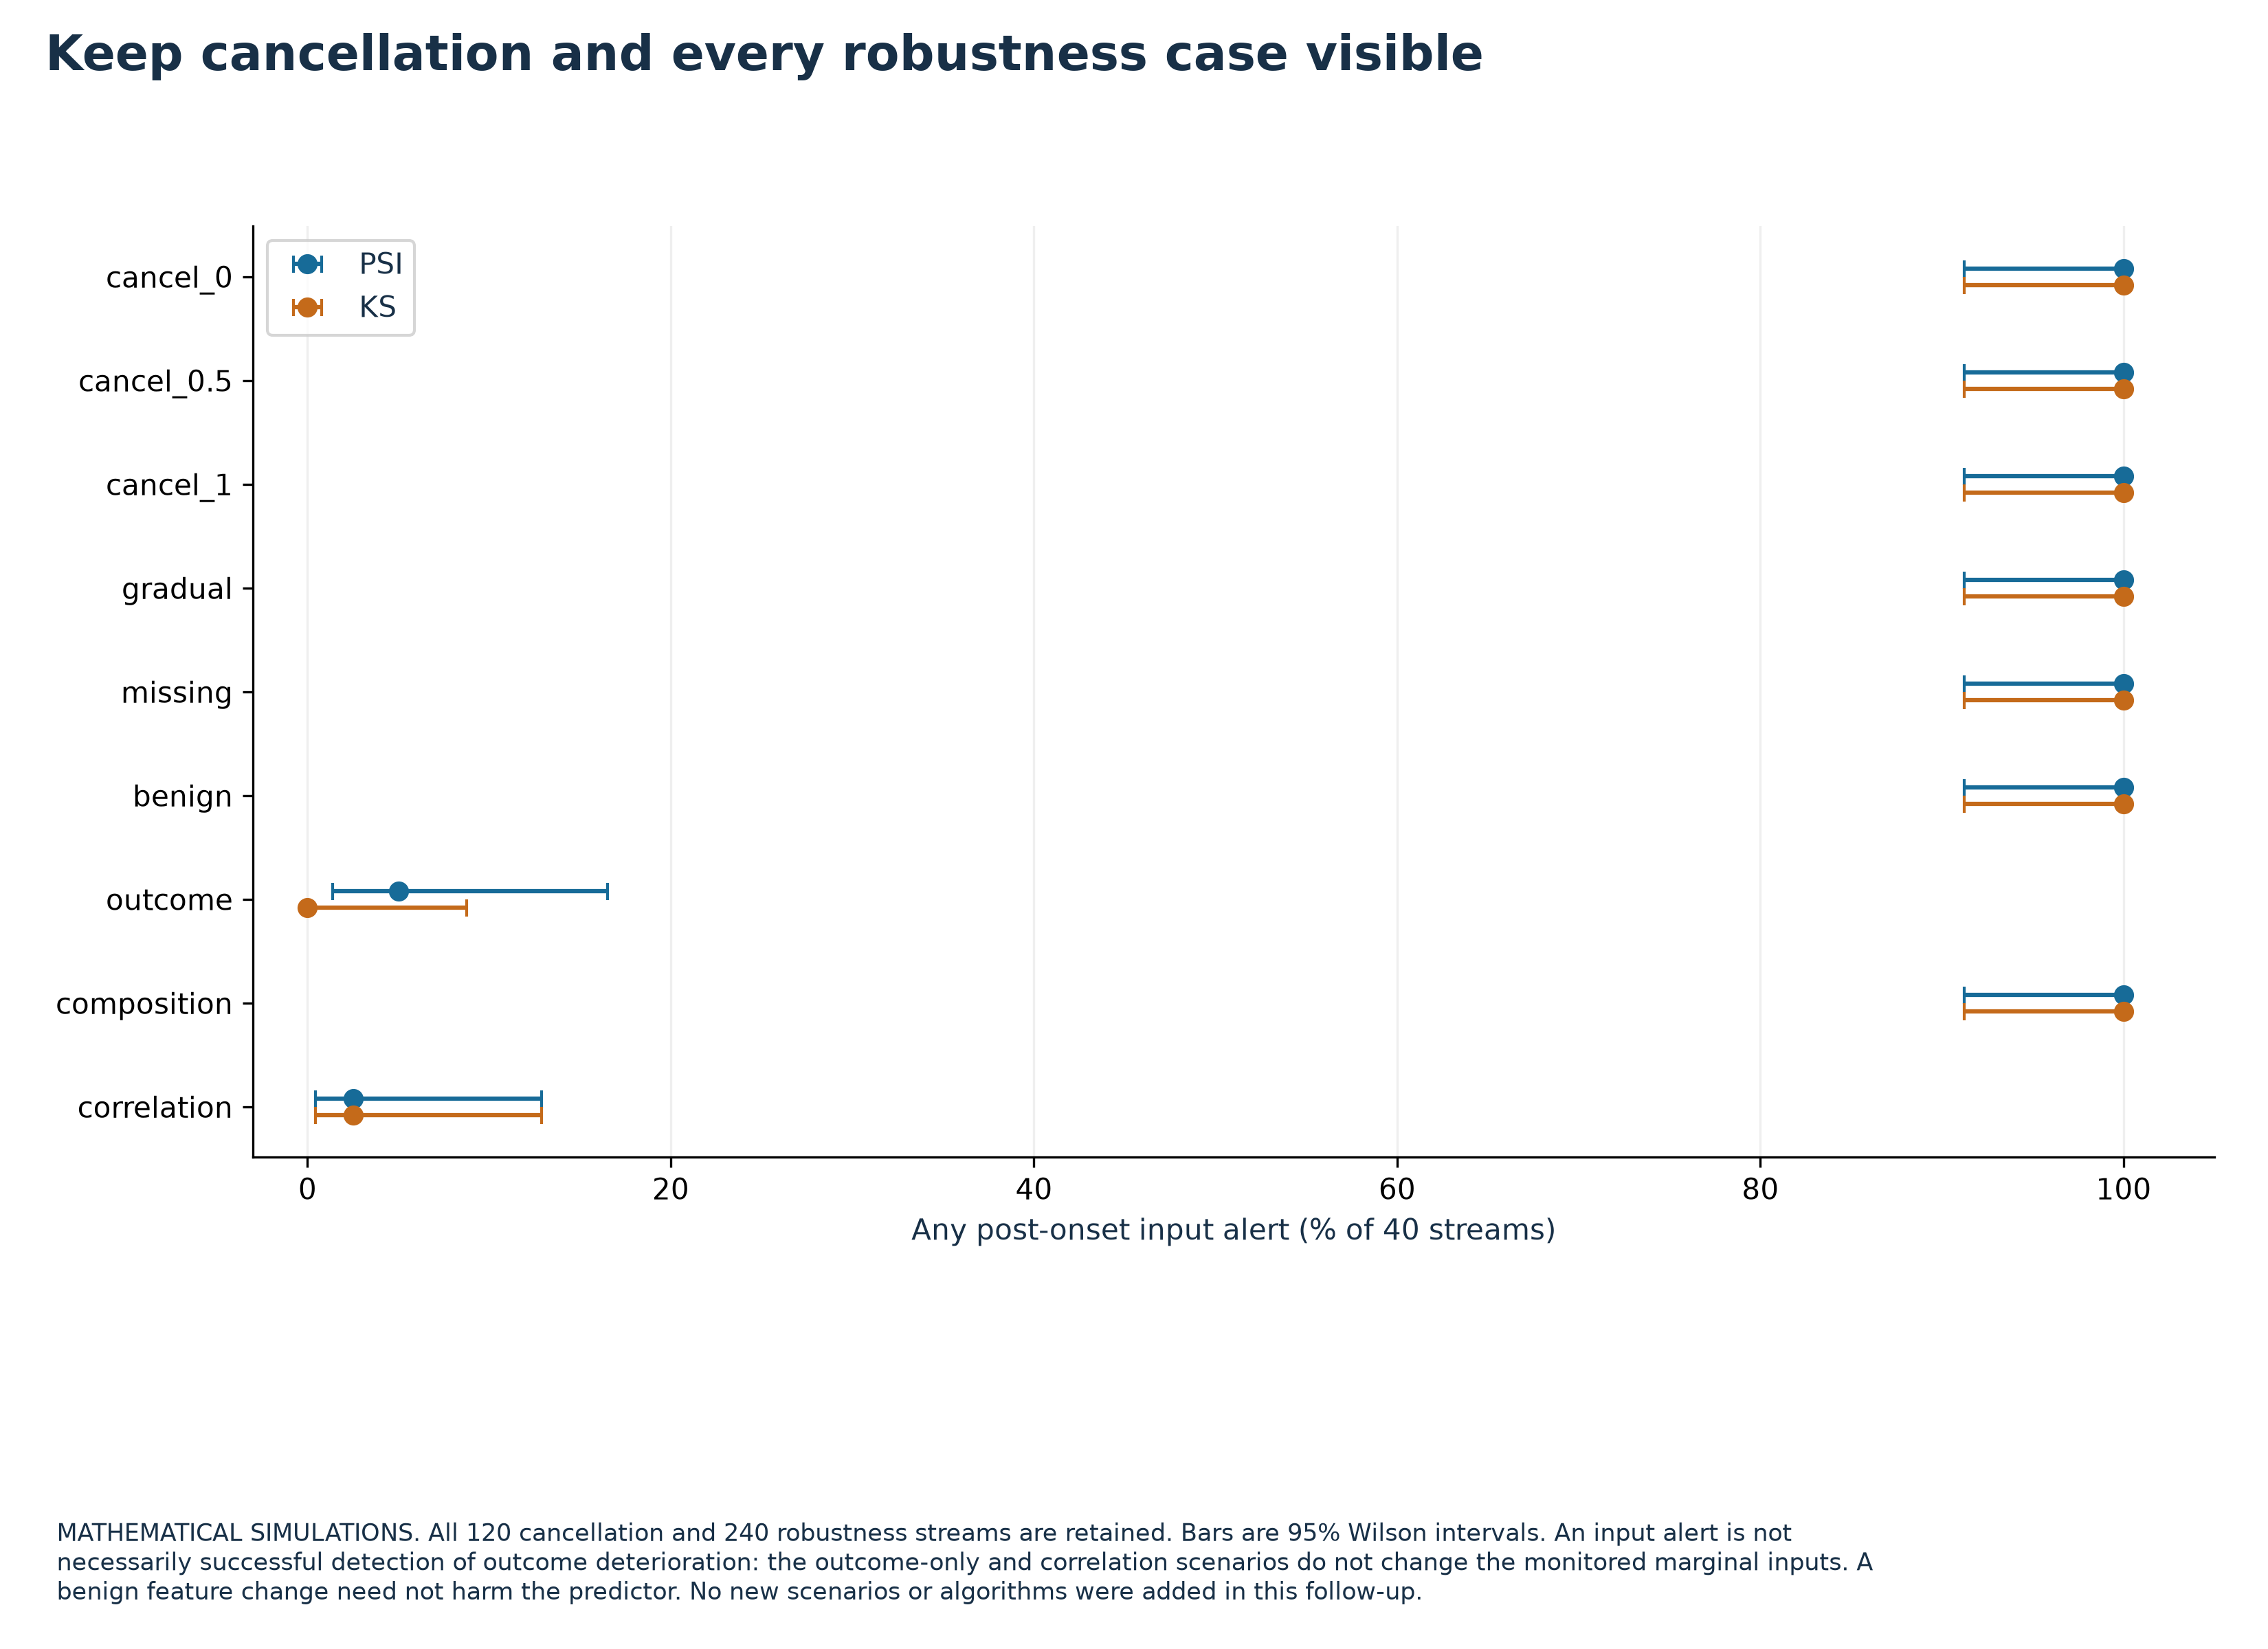 Keep cancellation and every robustness case visible
PSI
KS
cancel_0
cancel_0.5
cancel_1
gradual
missing
benign
outcome
composition
correlation
0 20 40 60 80 100
Any post-onset input alert (% of 40 streams)
MATHEMATICAL SIMULATIONS. All 120 cancellation and 240 robustness streams are retained. Bars are 95% Wilson intervals. An input alert is not
necessarily successful detection of outcome deterioration: the outcome-only and correlation scenarios do not change the monitored marginal inputs. A
benign feature change need not harm the predictor. No new scenarios or algorithms were added in this follow-up.